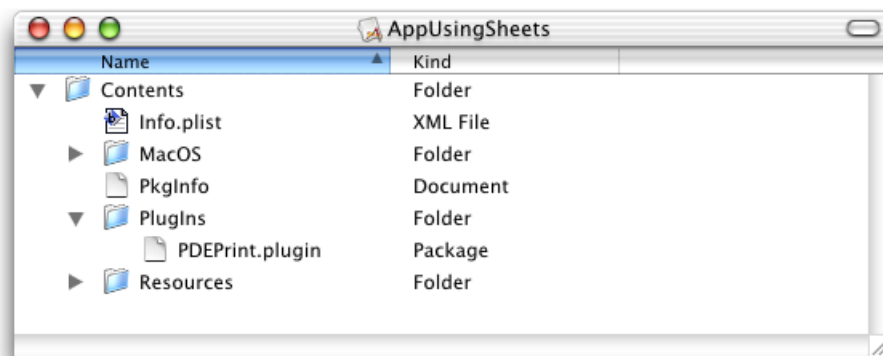 AppUsingSheets
Name Kind
Contents Folder
Info.plist XML File
MacOS Folder
PkgInfo Document
PlugIns Folder
PDEPrint.plugin Package
Resources Folder